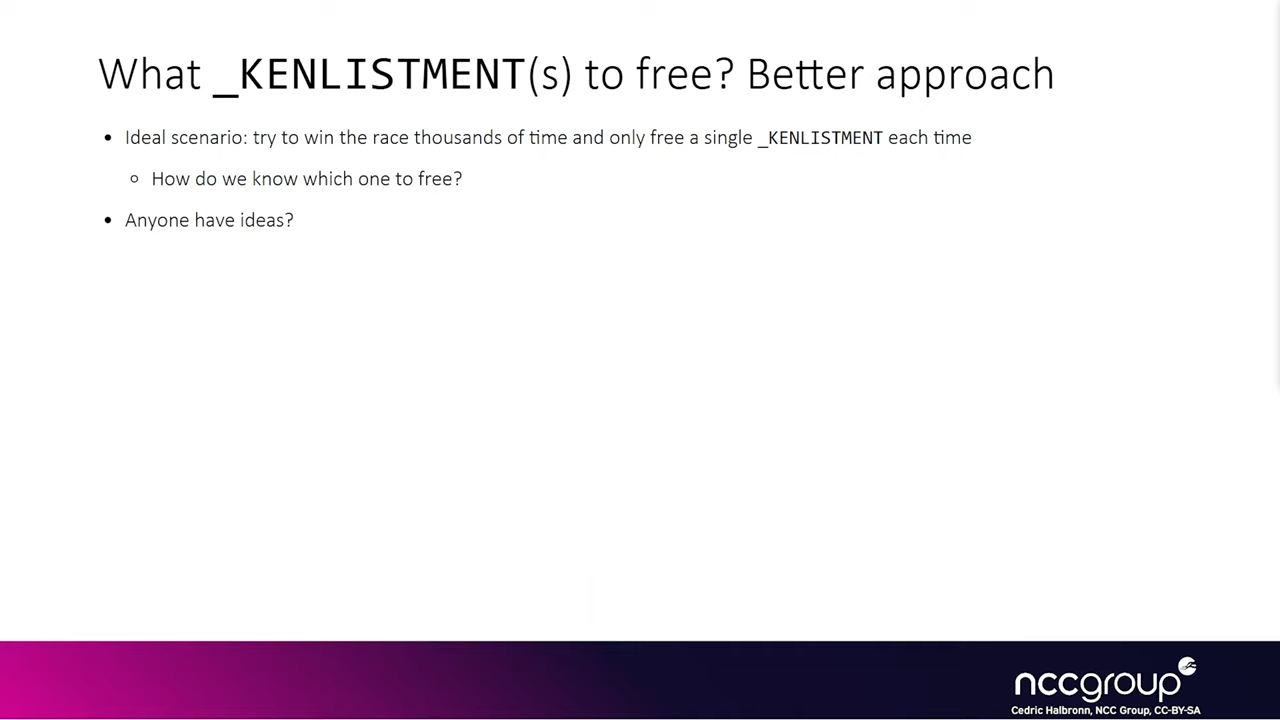 What _KENLISTMENT(s) to free? Better approach
• Ideal scenario: try to win the race thousands of time and only free a single _KENLISTMENT each time
○ How do we know which one to free?
• Anyone have ideas?
nccgroup
Cedric Halbronn, NCC Group, CC-BY-SA